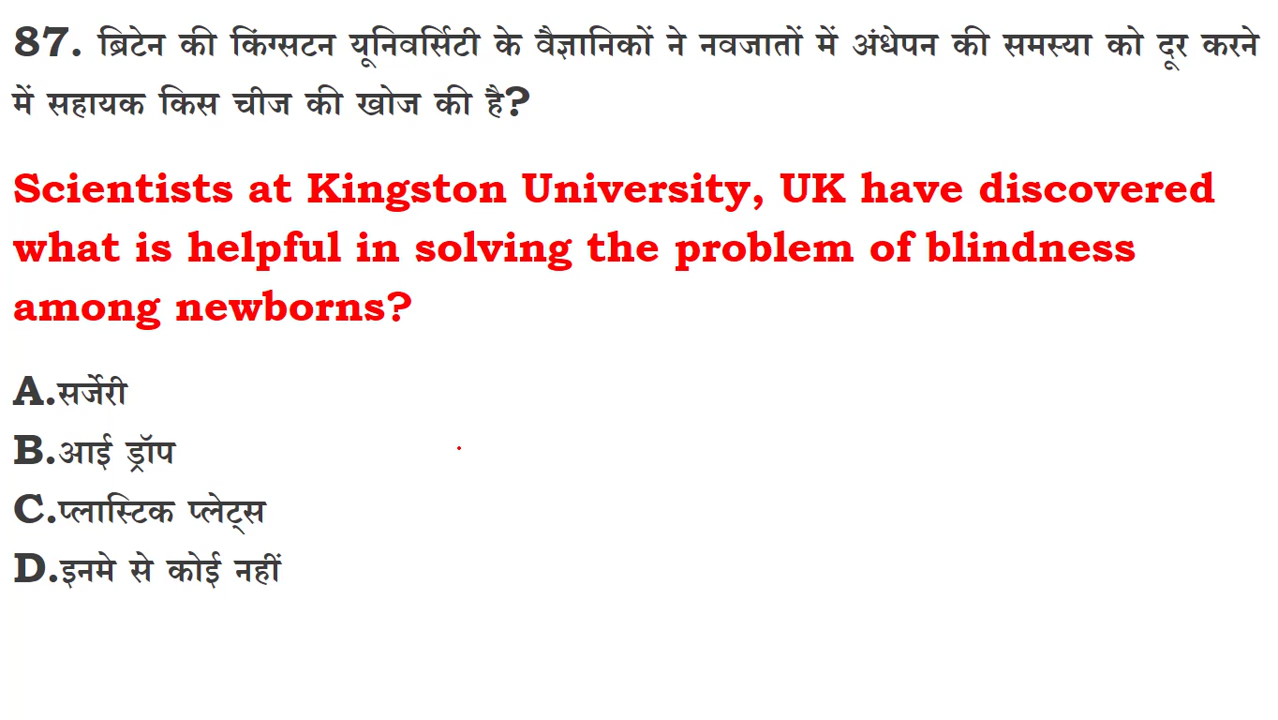 87. ब्रिटेन की किंग्सटन यूनिवर्सिटी के वैज्ञानिकों ने नवजातों में अंधेपन की समस्या को दूर करने
में सहायक किस चीज की खोज की है?
Scientists at Kingston University, UK have discovered
what is helpful in solving the problem of blindness
among newborns?
A.सर्जेरी
B.आई ड्रॉप
C.प्लास्टिक प्लेट्स
D.इनमे से कोई नहीं